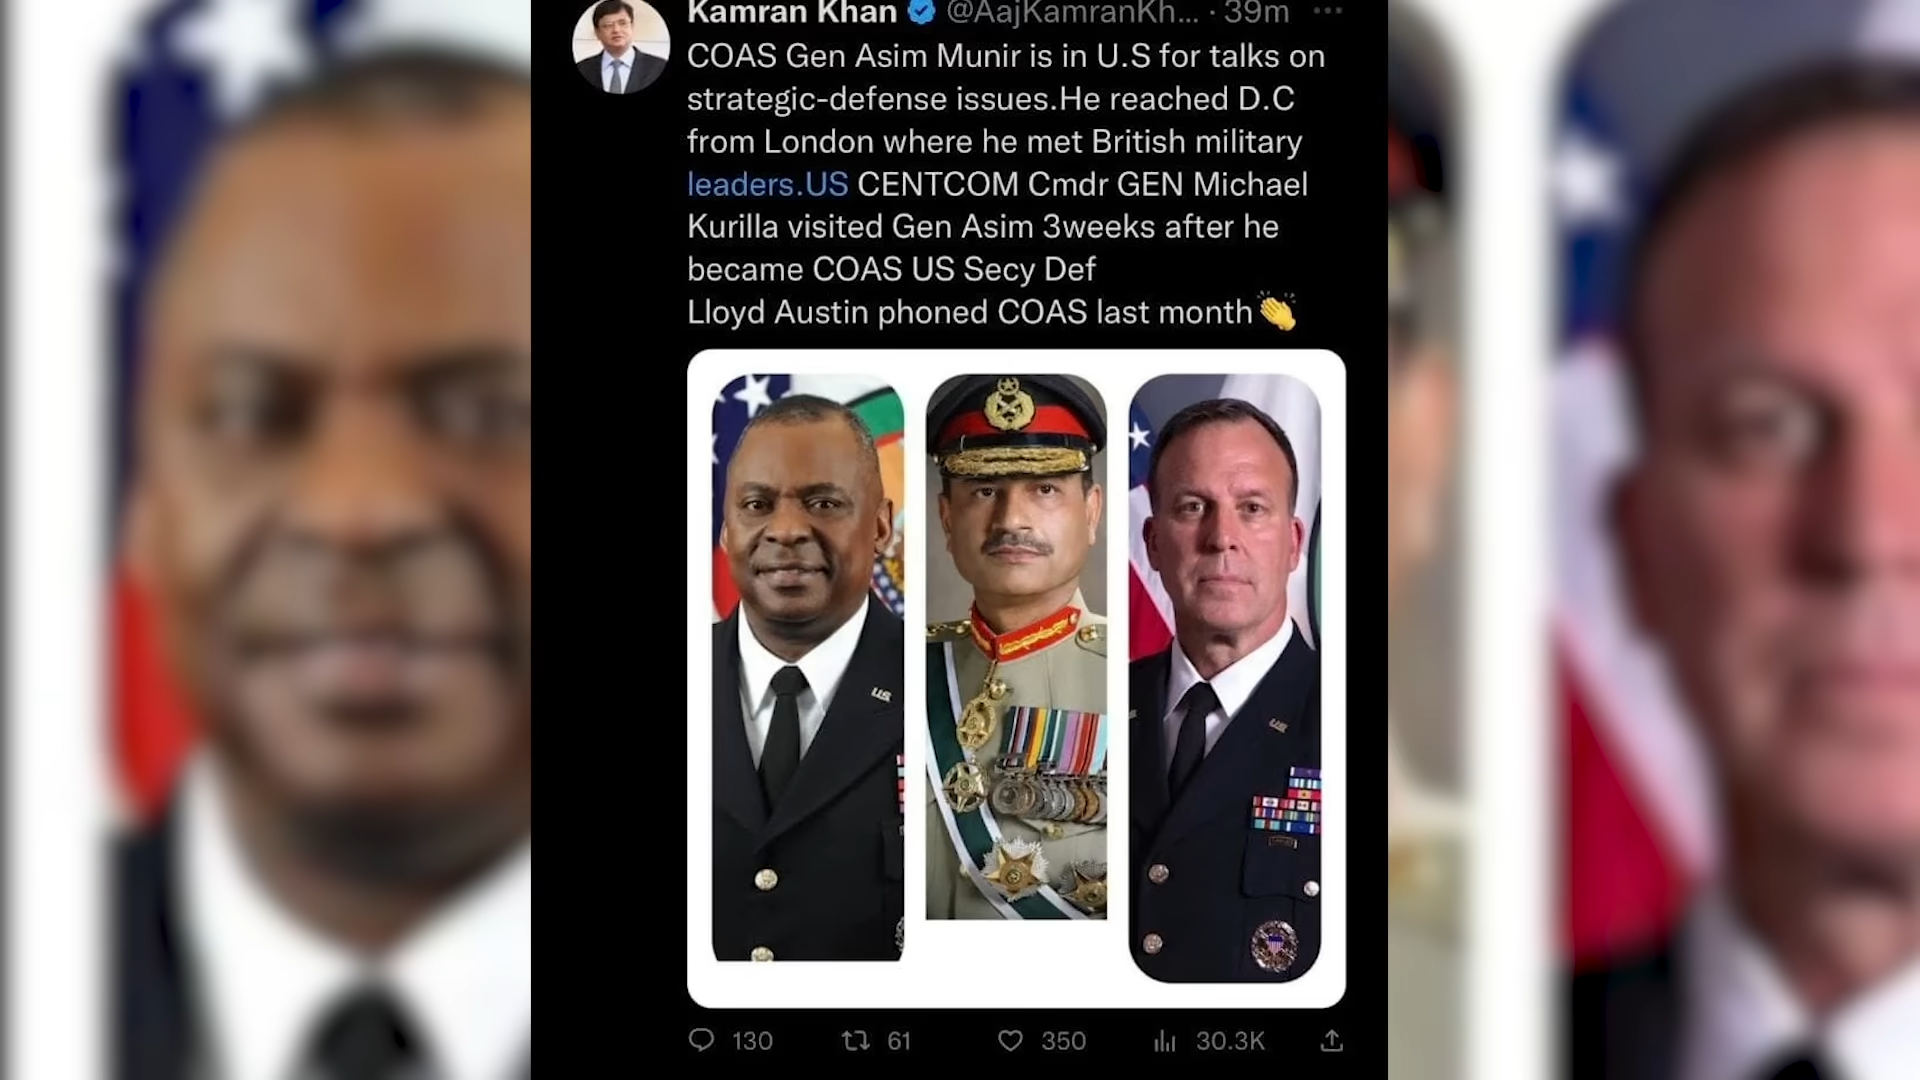 Kamran Khan @AajKamranKh... · 39m
COAS Gen Asim Munir is in U.S for talks on
strategic-defense issues.He reached D.C
from London where he met British military
leaders.US CENTCOM Cmdr GEN Michael
Kurilla visited Gen Asim 3weeks after he
became COAS US Secy Def
Lloyd Austin phoned COAS last month👏
U.S.
U.S.
130 61 350 30.3K